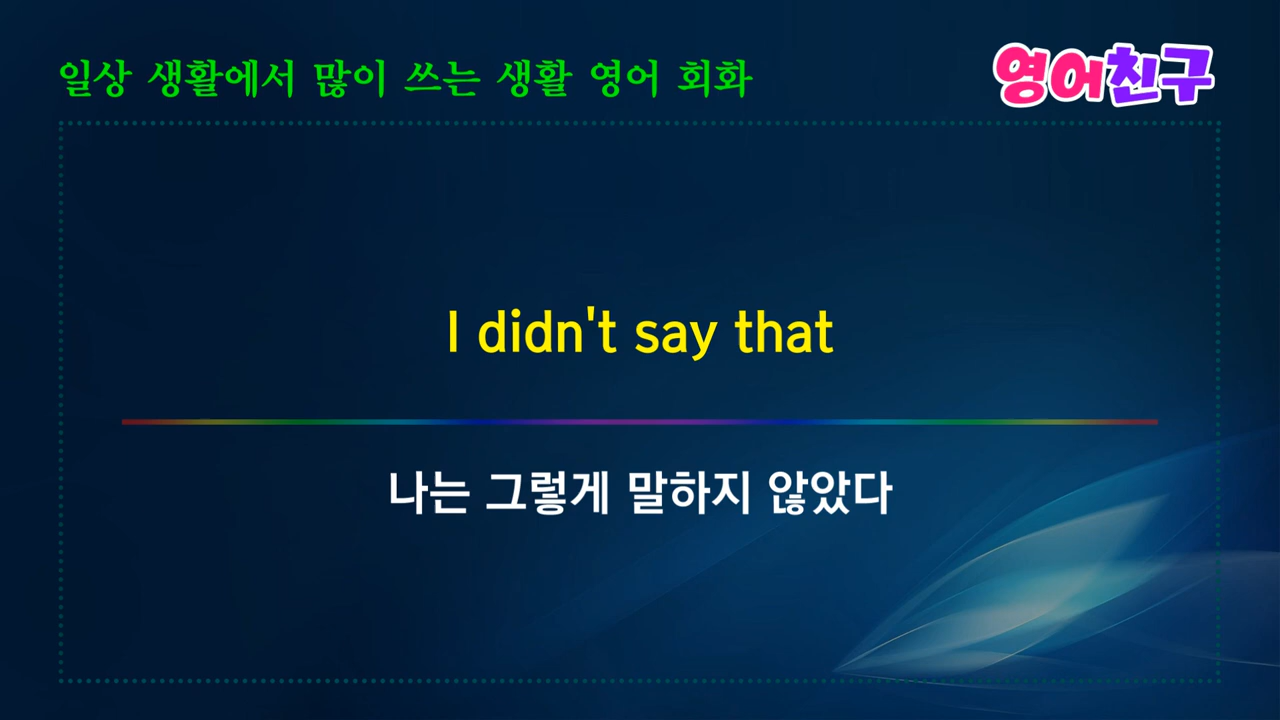 일상 생활에서 많이 쓰는 생활 영어 회화
영어친구
I didn't say that
나는 그렇게 말하지 않았다